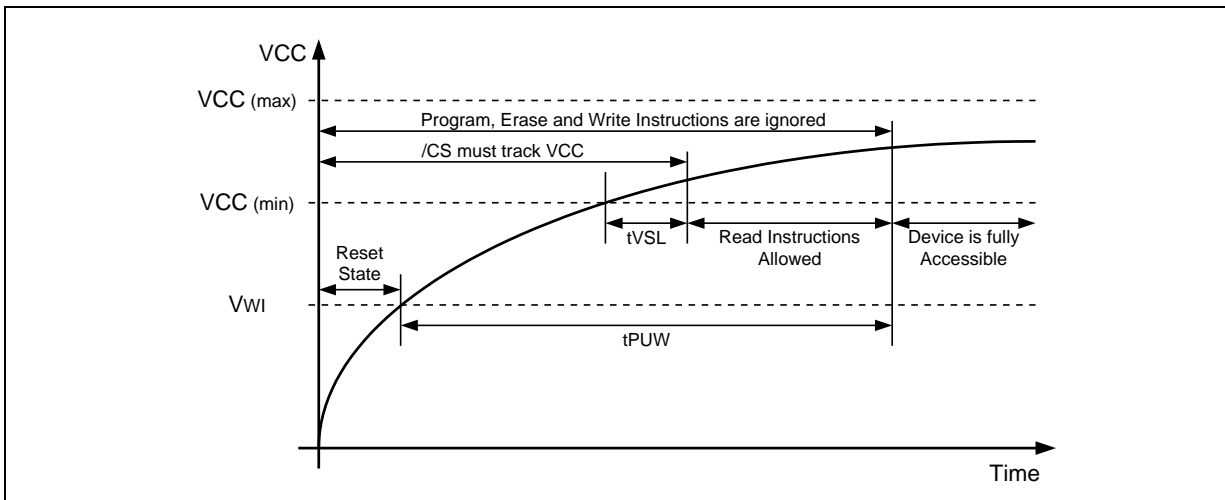 VCC
VCC (max)
Program, Erase and Write Instructions are ignored
/CS must track VCC
VCC (min)
tVSL
Read Instructions
Allowed
Device is fully
Accessible
Reset
State
VWI
tPUW
Time